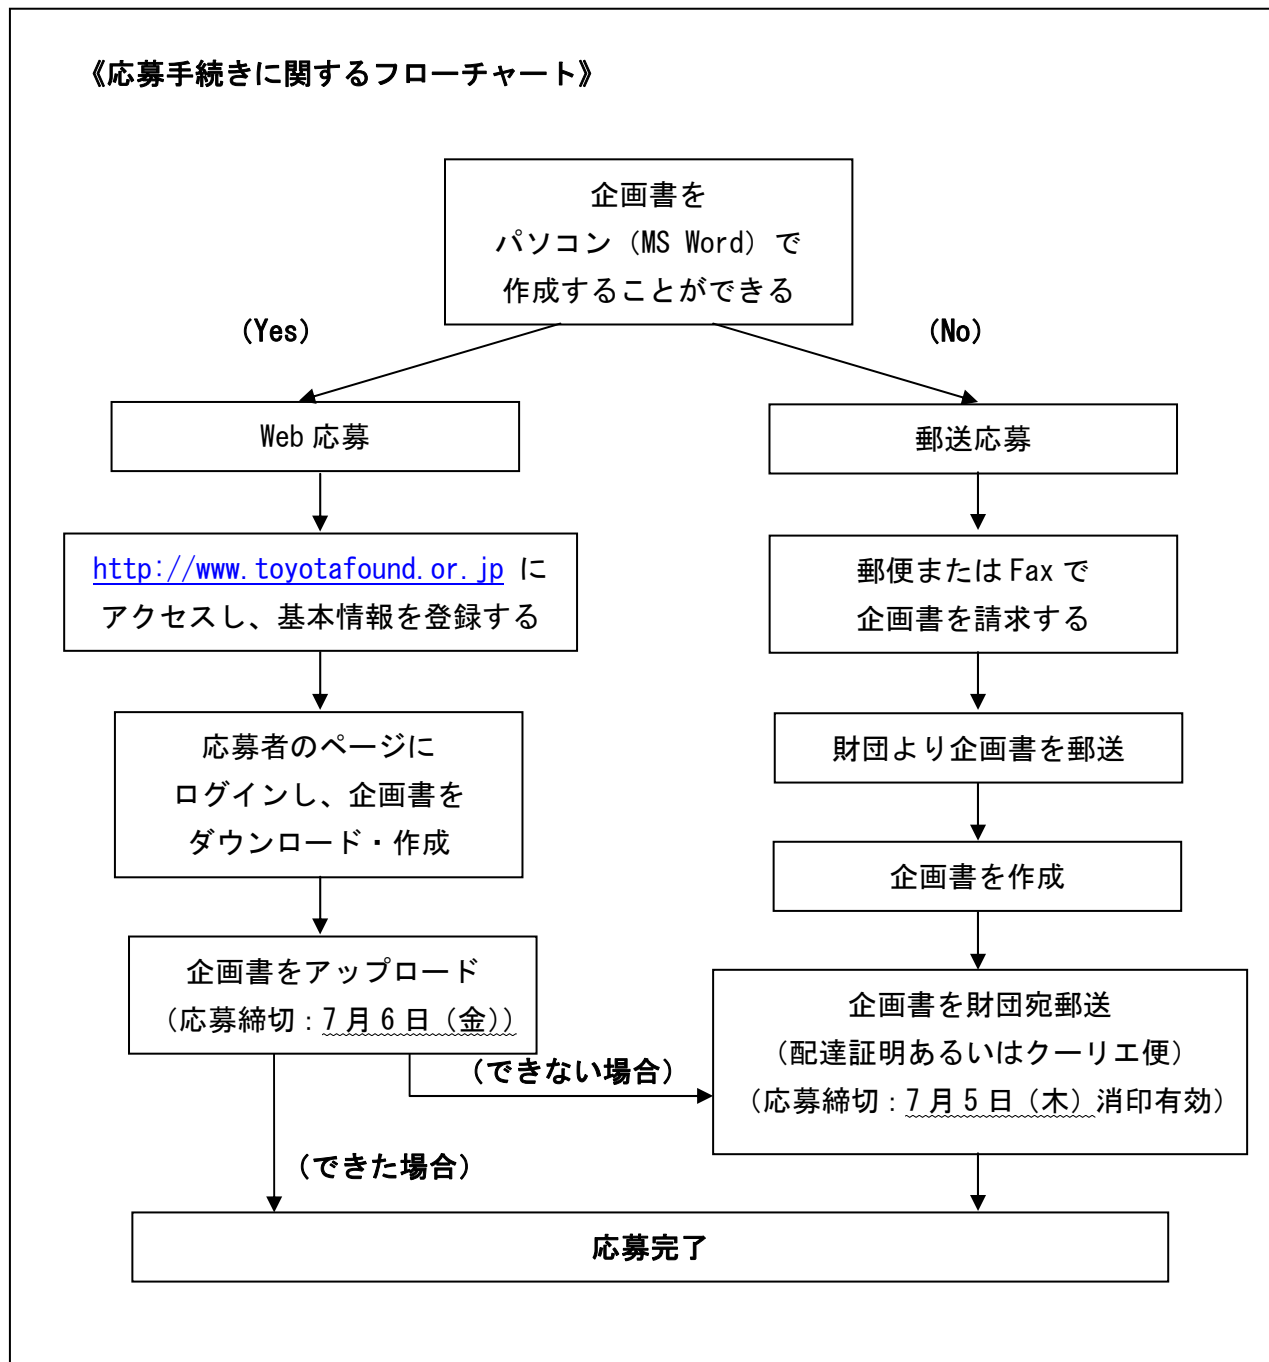 《応募手続きに関するフローチャート》
企画書を
パソコン（MS Word）で
作成することができる
（Yes）
（No）
Web 応募
郵送応募
http://www.toyotafound.or.jp に
アクセスし、基本情報を登録する
郵便または Fax で
企画書を請求する
応募者のページに
ログインし、企画書を
ダウンロード・作成
財団より企画書を郵送
企画書を作成
企画書をアップロード
（応募締切：7 月 6 日（金））
企画書を財団宛郵送
（配達証明あるいはクーリエ便）
（応募締切：7 月 5 日（木）消印有効）
（できない場合）
（できた場合）
応募完了